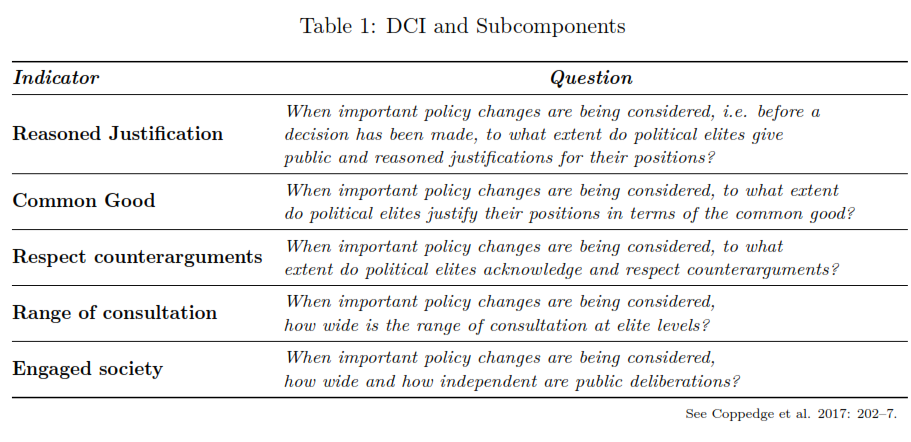 Table 1: DCI and Subcomponents
Indicator Question
Reasoned Justification
When important policy changes are being considered, i.e. before a
decision has been made, to what extent do political elites give
public and reasoned justifications for their positions?
Common Good
When important policy changes are being considered, to what extent
do political elites justify their positions in terms of the common good?
Respect counterarguments
When important policy changes are being considered, to what
extent do political elites acknowledge and respect counterarguments?
Range of consultation
When important policy changes are being considered,
how wide is the range of consultation at elite levels?
Engaged society
When important policy changes are being considered,
how wide and how independent are public deliberations?
See Coppedge et al. 2017: 202–7.